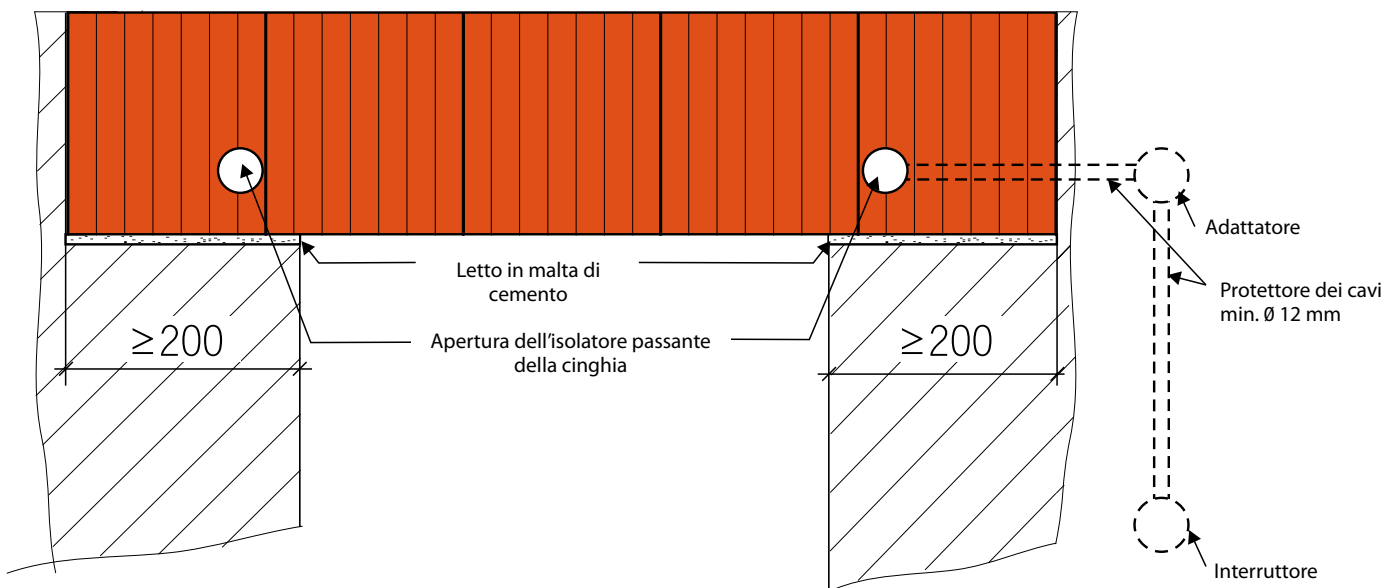 Adattatore
Letto in malta di
cemento
Protettore dei cavi
min. Ø 12 mm
≥200
Apertura dell'isolatore passante
della cinghia
≥200
Interruttore